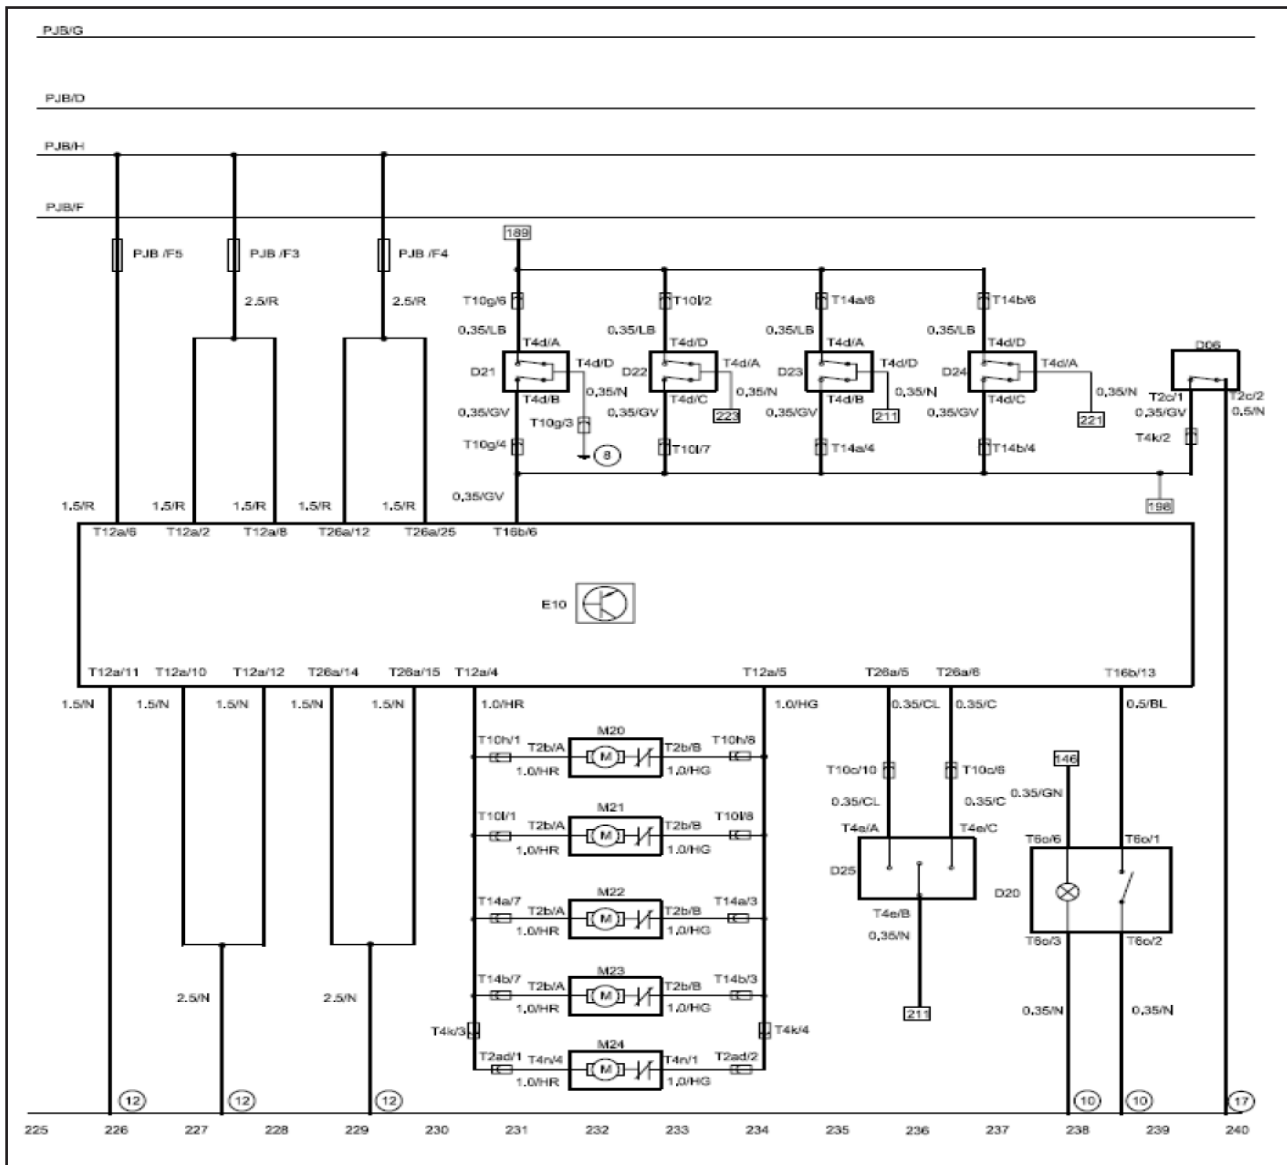 PJB/G
PJB/D
PJB/H
PJB/F
189
PJB /F5 PJB /F3 PJB /F4
2.5/R 2.5/R T10g/6 T10l/2 T14a/6 T14b/6
0.35/LB 0.35/LB 0.35/LB 0.35/LB
T4d/A T4d/D T4d/A T4d/D D06
D21 T4d/D D22 T4d/A D23 T4d/D D24 T4d/A
0.35/N 0.35/N 0.35/N 0.35/N
T4d/B T4d/C T4d/B T4d/C T2c/1 T2c/2
0.35/GV 0.35/GV 0.35/GV 0.35/GV 0.35/GV 0.5/N
T10g/3 223 211 221
T10g/4 8 T10l/7 T14a/4 T14b/4 T4k/2
1.5/R 1.5/R 1.5/R 1.5/R 1.5/R 0.35/GV 198
T12a/6 T12a/2 T12a/8 T26a/12 T26a/25 T16b/6
E10
T12a/11 T12a/10 T12a/12 T26a/14 T26a/15 T12a/4 T12a/5 T26a/5 T26a/6 T16b/13
1.5/N 1.5/N 1.5/N 1.5/N 1.5/N 1.0/HR 1.0/HG 0.35/CL 0.35/C 0.5/BL
M20
T10h/1 T2b/A M T2b/B T10h/8
1.0/HR 1.0/HG
T10c/10 T10c/6 146
0.35/CL 0.35/C 0.35/GN
M21
T10l/1 T2b/A M T2b/B T10l/8
1.0/HR 1.0/HG
T4e/A T4e/C T6o/6 T6o/1
D25 D20
M22
T14a/7 T2b/A M T2b/B T14a/3
1.0/HR 1.0/HG
T4e/B
0.35/N
T6o/3 T6o/2
M23
T14b/7 T2b/A M T2b/B T14b/3
1.0/HR 1.0/HG
2.5/N 2.5/N
211 0.35/N 0.35/N
T4k/3 T4k/4
M24
T2ad/1 T4n/4 M T4n/1 T2ad/2
1.0/HR 1.0/HG
12 12 12 10 10 17
225 226 227 228 229 230 231 232 233 234 235 236 237 238 239 240